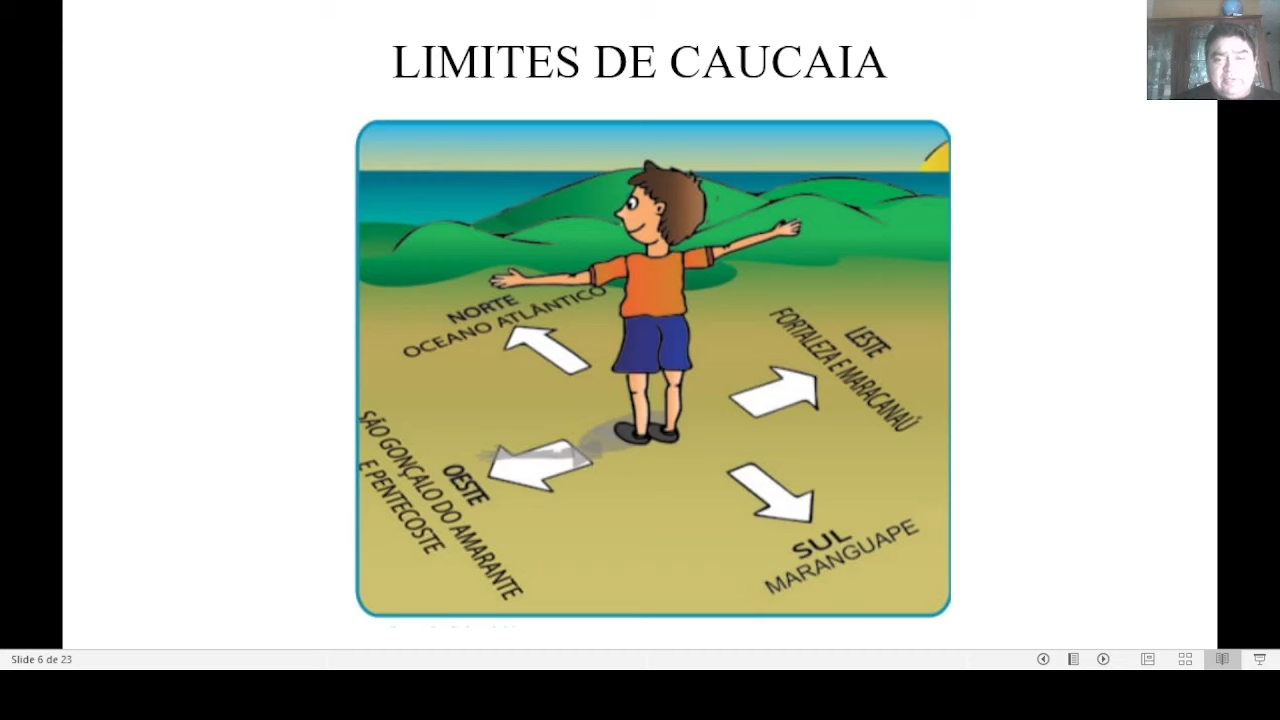 LIMITES DE CAUCAIA
NORTE
OCEANO ATLÂNTICO
LESTE
FORTALEZA E MARACANAÚ
OESTE
SÃO GONÇALO DO AMARANTE
E PENTECOSTE
SUL
MARANGUAPE
Slide 6 de 23